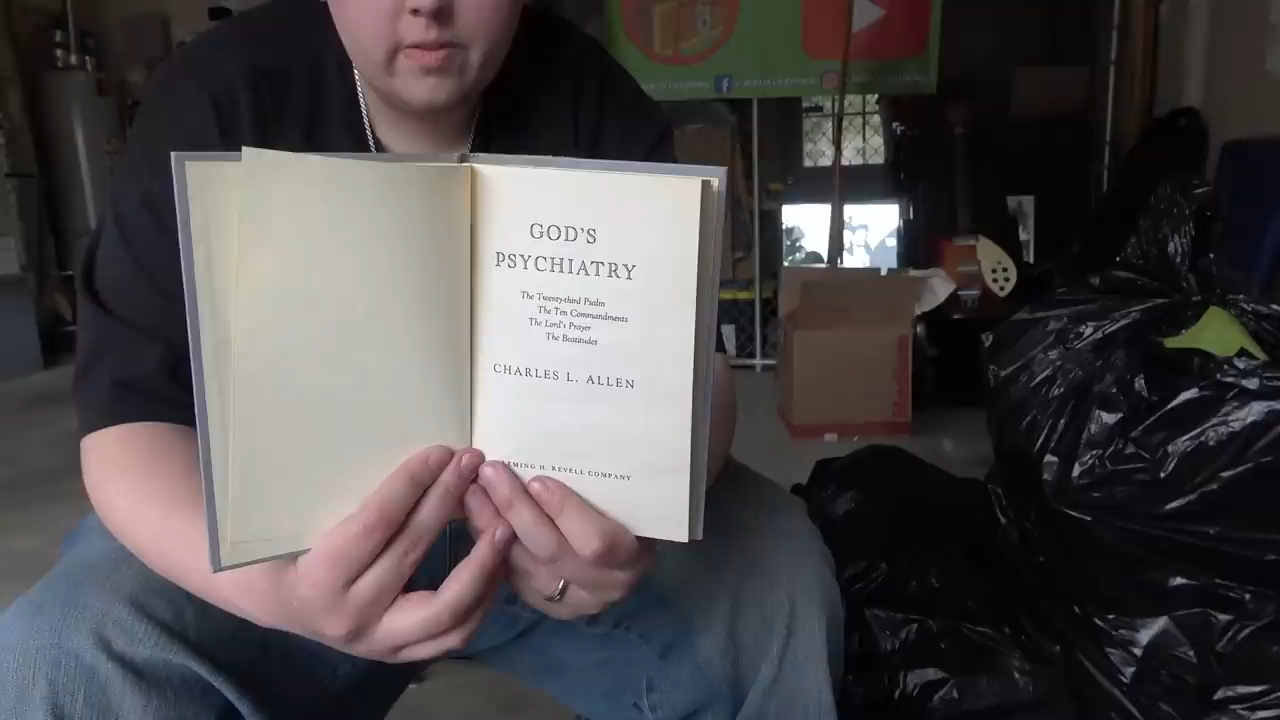 GOD'S
PSYCHIATRY
The Twenty-third Psalm
The Ten Commandments
The Lord's Prayer
The Beatitudes
CHARLES L. ALLEN
H. REVELL COMPANY